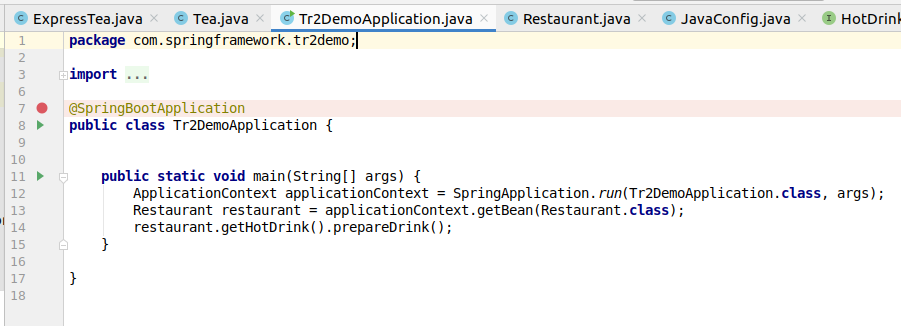 ExpressTea.java Tea.java Tr2DemoApplication.java Restaurant.java JavaConfig.java HotDrink
1 package com.springframework.tr2demo;
2
3 import ...
6
7 @SpringBootApplication
8 public class Tr2DemoApplication {
9
10
11 public static void main(String[] args) {
12 ApplicationContext applicationContext = SpringApplication.run(Tr2DemoApplication.class, args);
13 Restaurant restaurant = applicationContext.getBean(Restaurant.class);
14 restaurant.getHotDrink().prepareDrink();
15 }
16
17 }
18